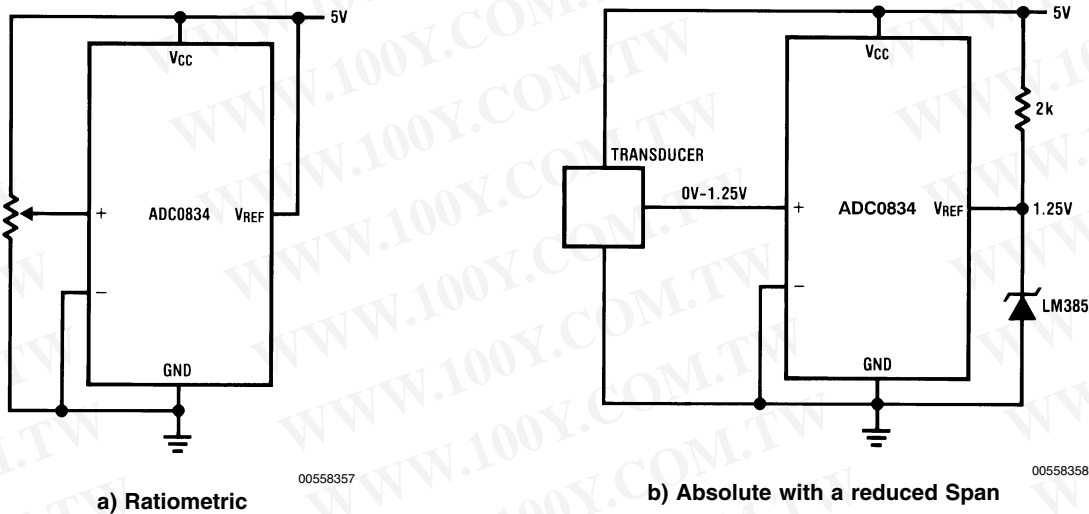 5V
VCC
+
ADC0834
VREF
−
GND
00558357
a) Ratiometric
5V
VCC
2k
TRANSDUCER
0V–1.25V
+
ADC0834
VREF
1.25V
−
LM385
GND
00558358
b) Absolute with a reduced Span
WWW.100Y.COM.TW